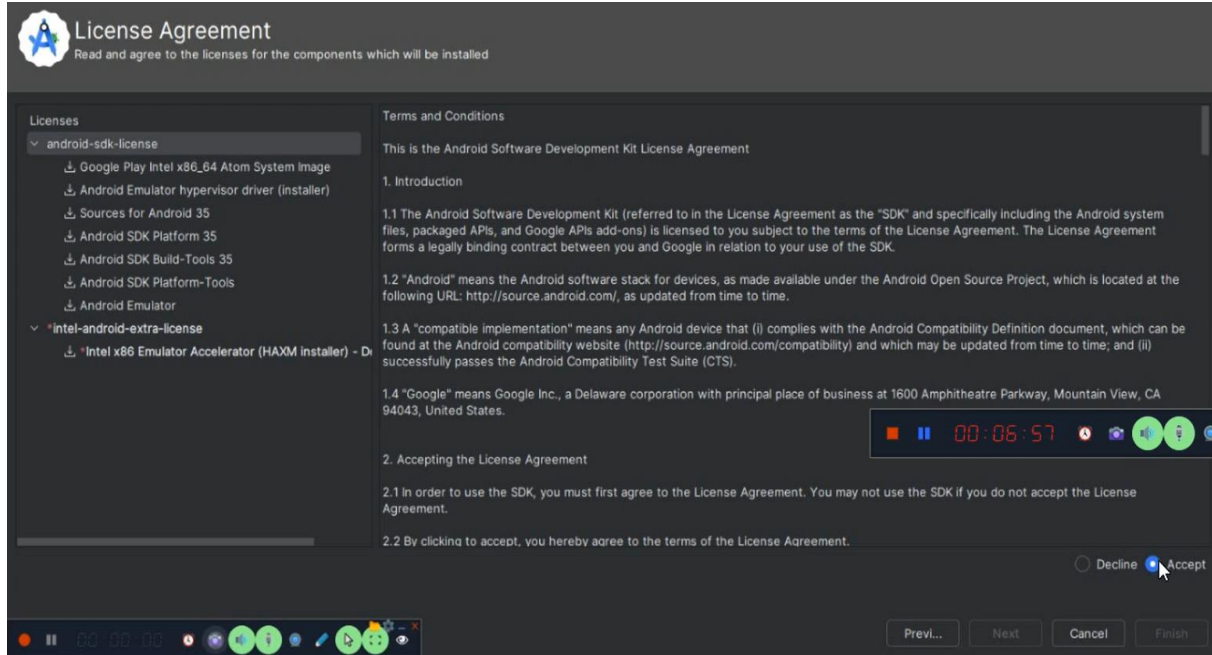 License Agreement
Read and agree to the licenses for the components which will be installed
Licenses
android-sdk-license
Google Play Intel x86_64 Atom System Image
Android Emulator hypervisor driver (installer)
Sources for Android 35
Android SDK Platform 35
Android SDK Build-Tools 35
Android SDK Platform-Tools
Android Emulator
*intel-android-extra-license
*Intel x86 Emulator Accelerator (HAXM installer) - De
Terms and Conditions
This is the Android Software Development Kit License Agreement
1. Introduction
1.1 The Android Software Development Kit (referred to in the License Agreement as the "SDK" and specifically including the Android system
files, packaged APIs, and Google APIs add-ons) is licensed to you subject to the terms of the License Agreement. The License Agreement
forms a legally binding contract between you and Google in relation to your use of the SDK.
1.2 "Android" means the Android software stack for devices, as made available under the Android Open Source Project, which is located at the
following URL: http://source.android.com/, as updated from time to time.
1.3 A "compatible implementation" means any Android device that (i) complies with the Android Compatibility Definition document, which can be
found at the Android compatibility website (http://source.android.com/compatibility) and which may be updated from time to time; and (ii)
successfully passes the Android Compatibility Test Suite (CTS).
1.4 "Google" means Google Inc., a Delaware corporation with principal place of business at 1600 Amphitheatre Parkway, Mountain View, CA
94043, United States.
00:06:57
2. Accepting the License Agreement
2.1 In order to use the SDK, you must first agree to the License Agreement. You may not use the SDK if you do not accept the License
Agreement.
2.2 By clicking to accept, you hereby agree to the terms of the License Agreement.
Decline Accept
00:00:00
Previ... Next Cancel Finish